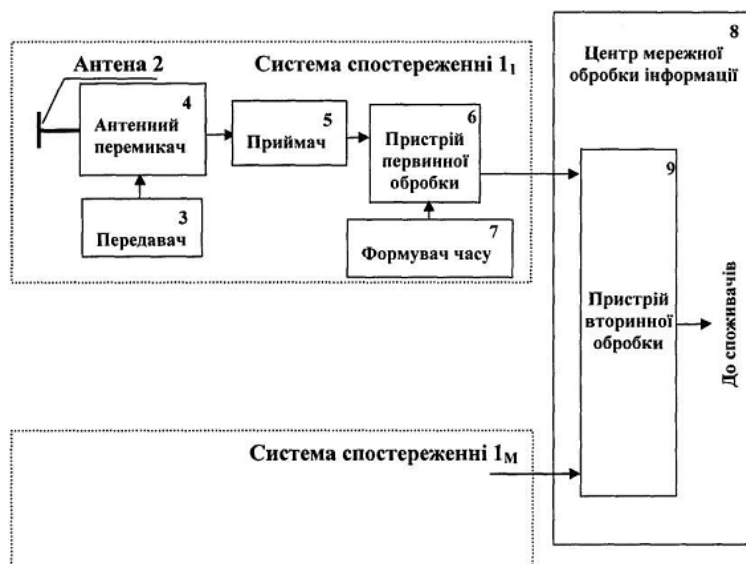 Антена 2
Система спостереженні 1₁
4
Антенний
перемикач
5
Приймач
6
Пристрій
первинної
обробки
3
Передавач
7
Формувач часу
8
Центр мережної
обробки інформації
9
Пристрій
вторинної
обробки
До споживачів
Система спостереженні 1м